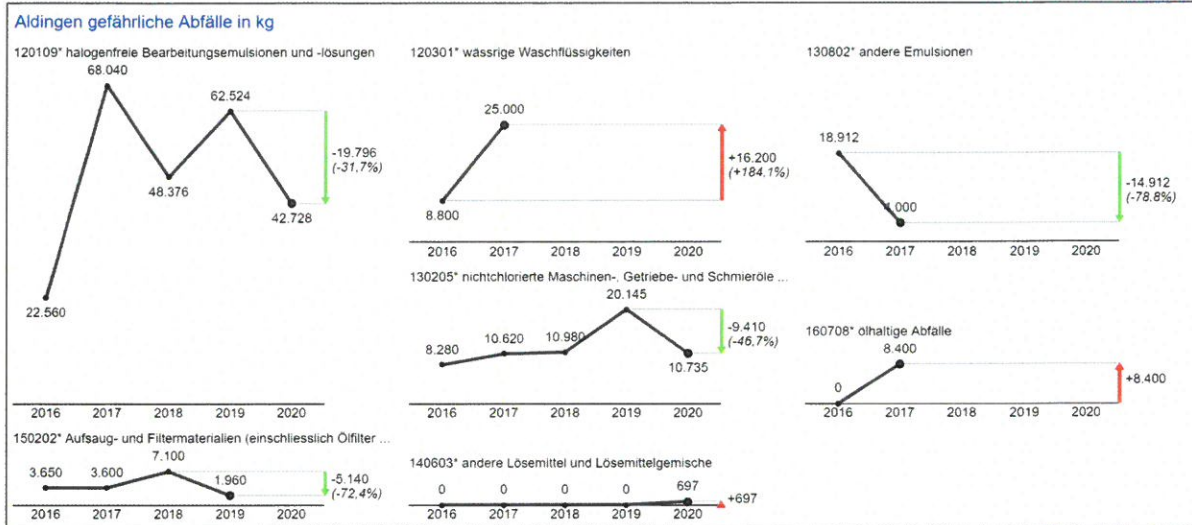 Aldingen gefährliche Abfälle in kg
120109* halogenfreie Bearbeitungsemulsionen und -lösungen
68.040
62.524
-19.796
(-31.7%)
48.376
42.728
22.560
2016 2017 2018 2019 2020
120301* wässrige Waschflüssigkeiten
25.000
+16.200
(+184.1%)
8.800
2016 2017 2018 2019 2020
130802* andere Emulsionen
18.912
-14.912
(-78.8%)
4.000
2016 2017 2018 2019 2020
130205* nichtchlorierte Maschinen-, Getriebe- und Schmieröle ...
20.145
10.620 10.980
8.280
-9.410
(-46,7%)
10.735
2016 2017 2018 2019 2020
160708* ölhaltige Abfälle
8.400
0
+8.400
2016 2017 2018 2019 2020
150202* Aufsaug- und Filtermaterialien (einschliesslich Ölfilter ...
7.100
3.650 3.600
1.960
-5.140
(-72,4%)
2016 2017 2018 2019 2020
140603* andere Lösemittel und Lösemittelgemische
0 0 0 0 697
+697
2016 2017 2018 2019 2020